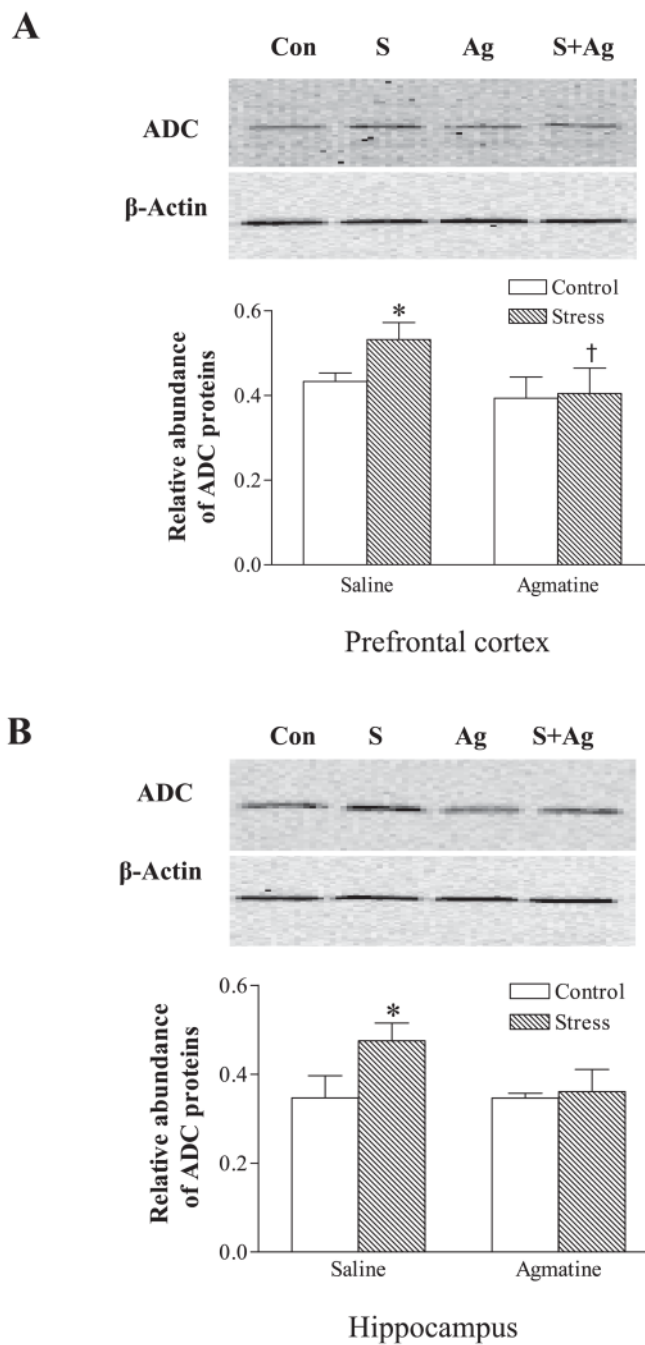 A
Con S Ag S+Ag
ADC
β-Actin
Control
Stress
0.6
0.4
0.2
0.0
*
†
Relative abundance
of ADC proteins
Saline Agmatine
Prefrontal cortex
B
Con S Ag S+Ag
ADC
β-Actin
Control
Stress
0.6
0.4
0.2
0.0
*
Relative abundance
of ADC proteins
Saline Agmatine
Hippocampus